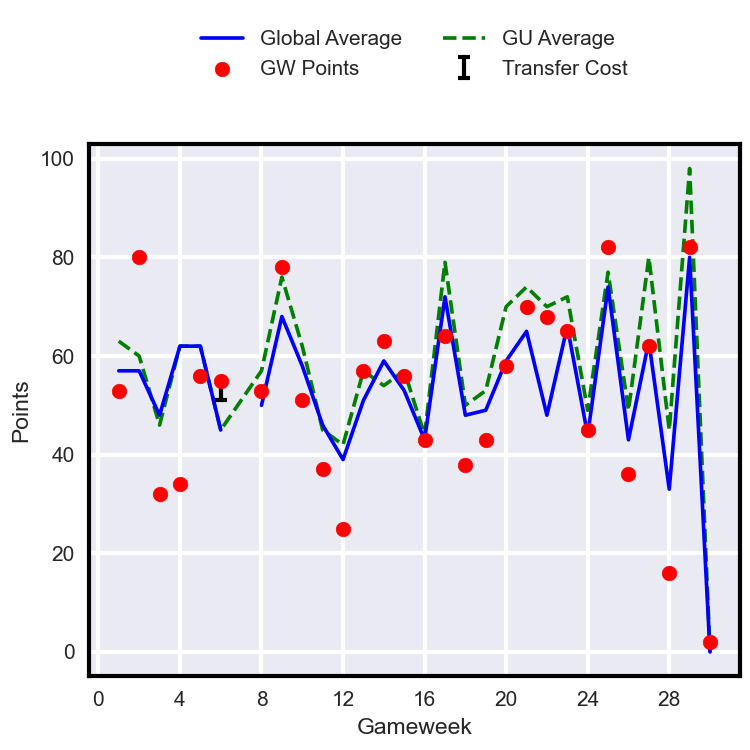 Global Average
GU Average
GW Points
Transfer Cost
100
80
60
40
20
0
Points
0 4 8 12 16 20 24 28
Gameweek